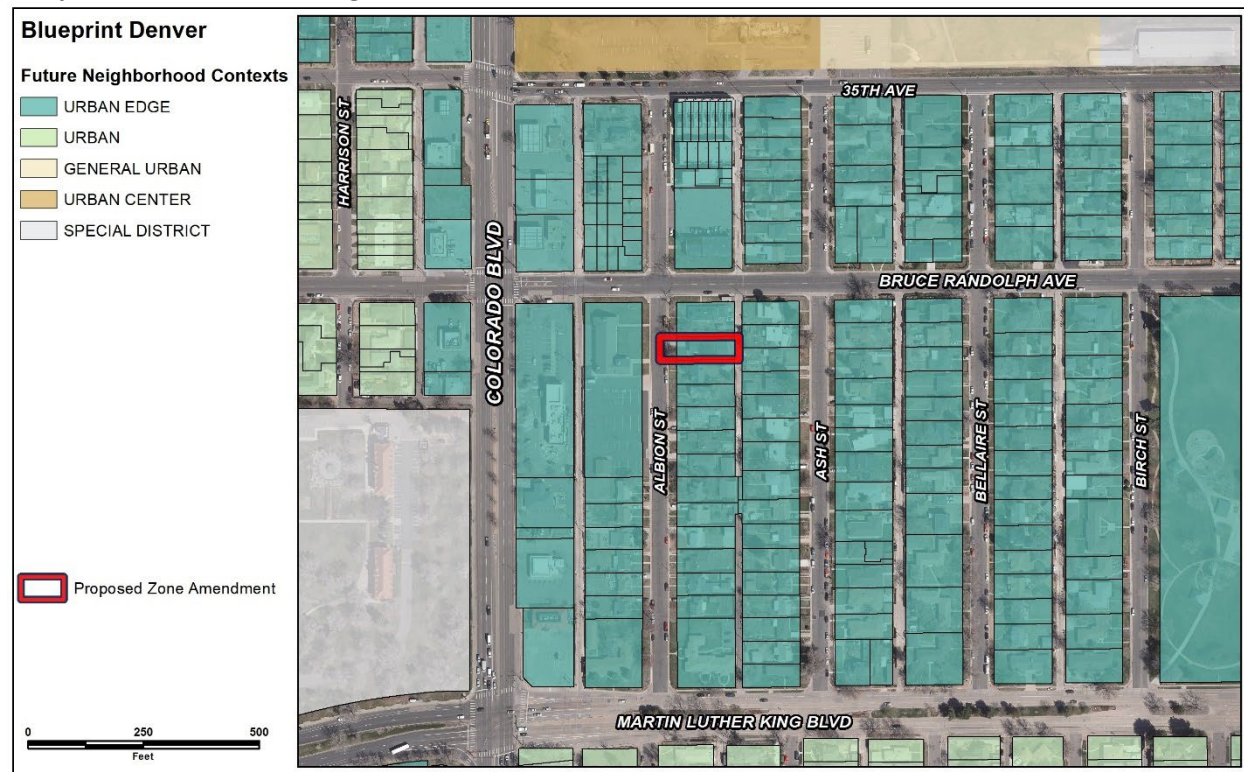 Blueprint Denver
Future Neighborhood Contexts
URBAN EDGE
URBAN
GENERAL URBAN
URBAN CENTER
SPECIAL DISTRICT
Proposed Zone Amendment
0 250 500
Feet
35TH AVE
HARRISON ST
COLORADO BLVD
BRUCE RANDOLPH AVE
ALBION ST
ASH ST
BELLAIRE ST
BIRCH ST
MARTIN LUTHER KING BLVD